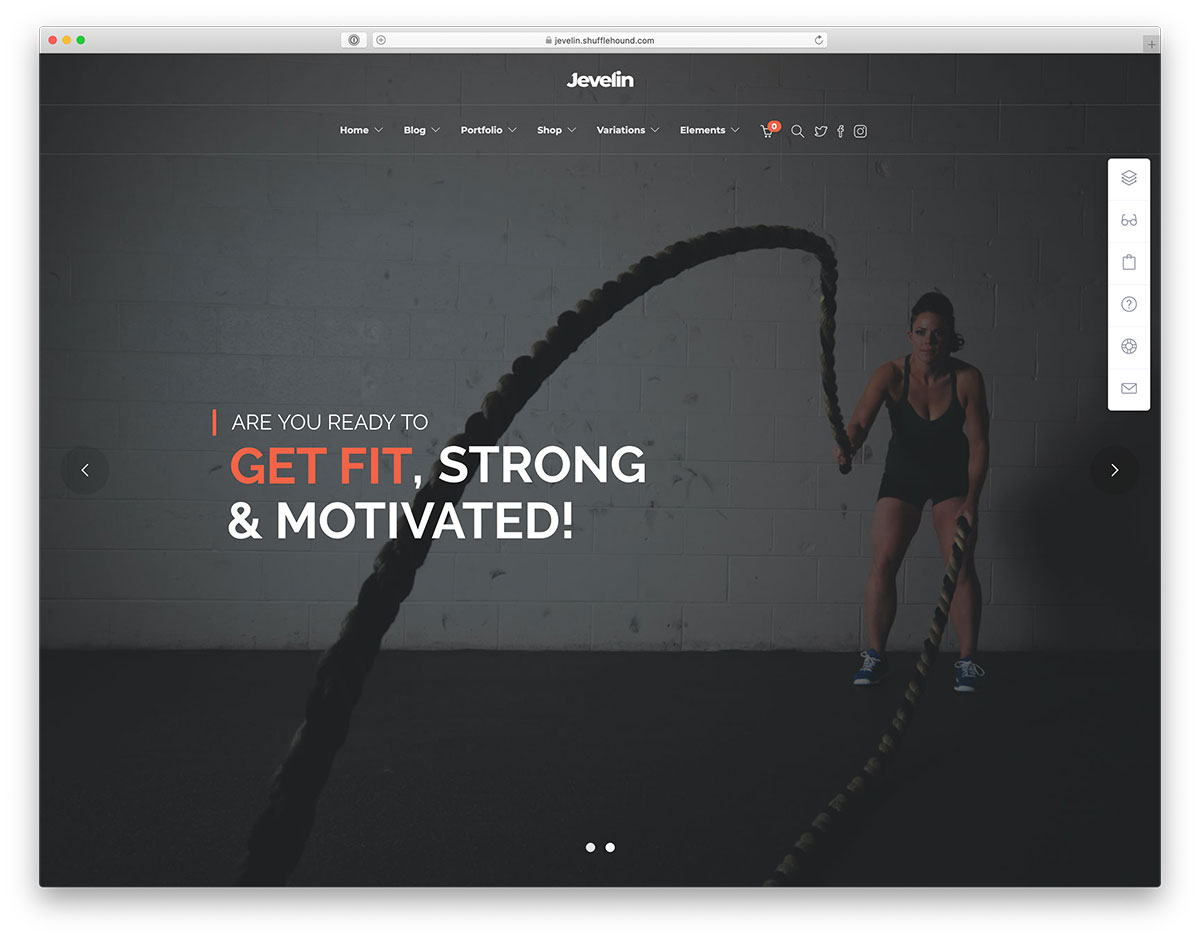 jevelin.shufflehound.com
Jevelin
Home Blog Portfolio Shop Variations Elements 0
ARE YOU READY TO
GET FIT, STRONG
& MOTIVATED!